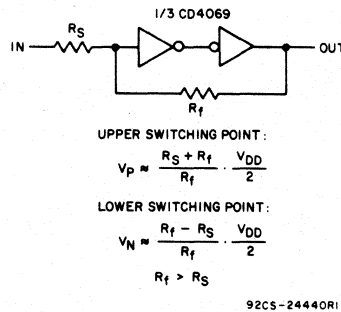 1/3 CD4069
IN
RS
OUT
Rf
UPPER SWITCHING POINT:
VP ≈ RS + Rf / Rf · VDD / 2
LOWER SWITCHING POINT:
VN ≈ Rf − RS / Rf · VDD / 2
Rf > RS
92CS-24440R1